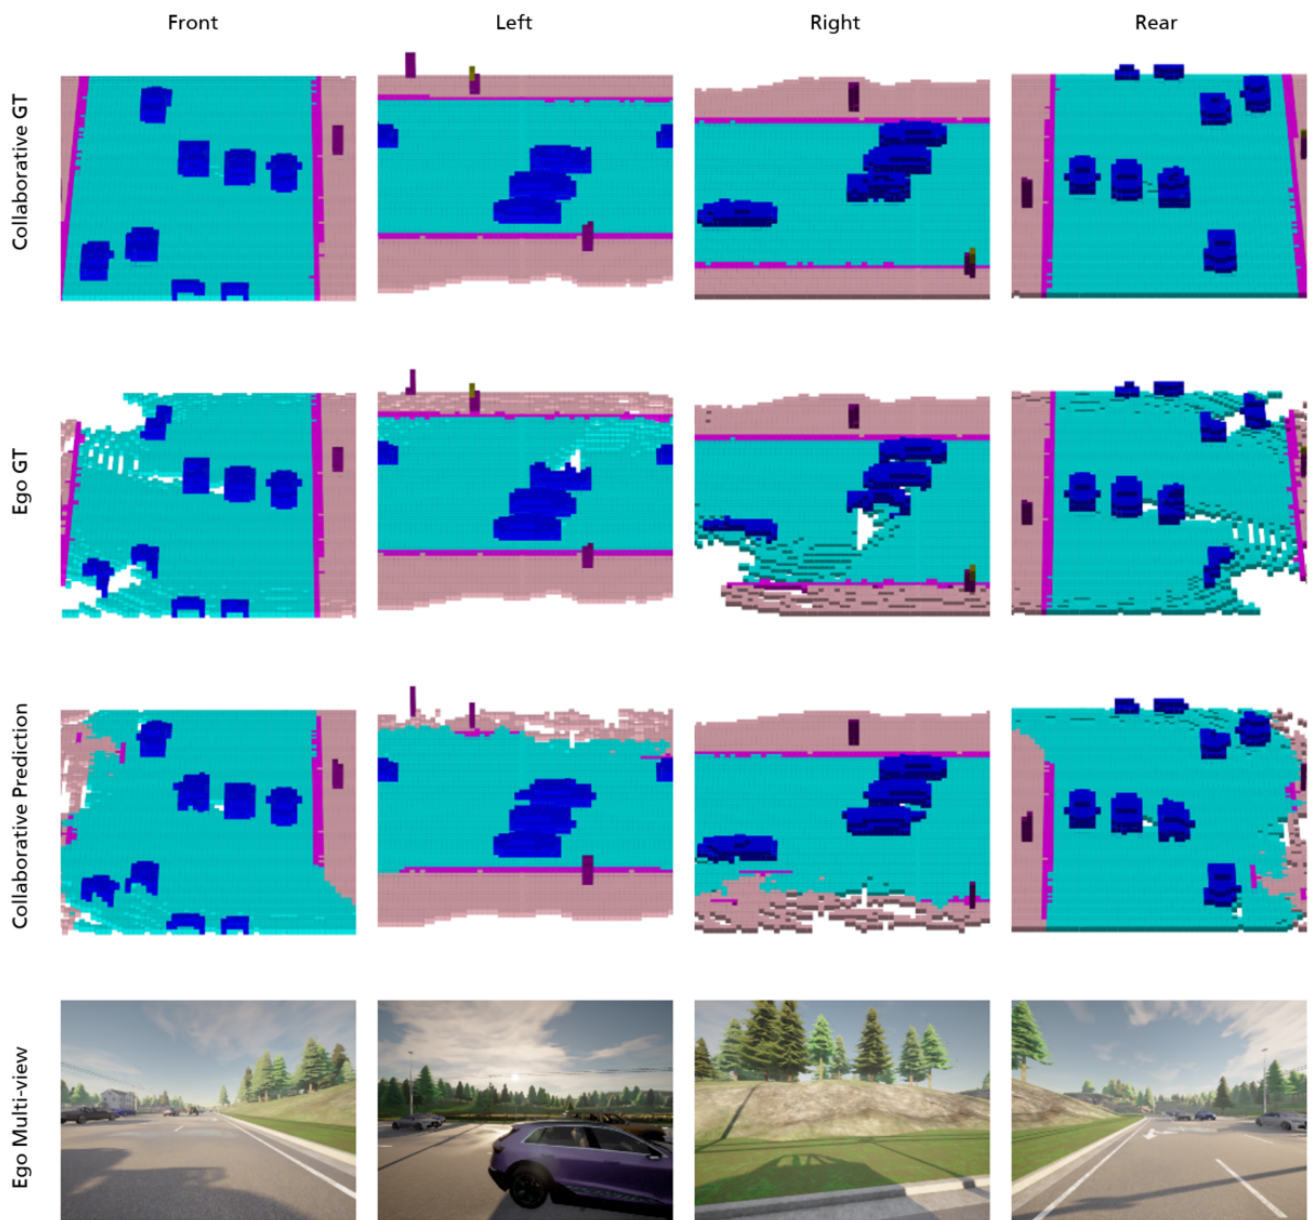 Front
Left
Right
Rear
Collaborative GT
Ego GT
Collaborative Prediction
Ego Multi-view